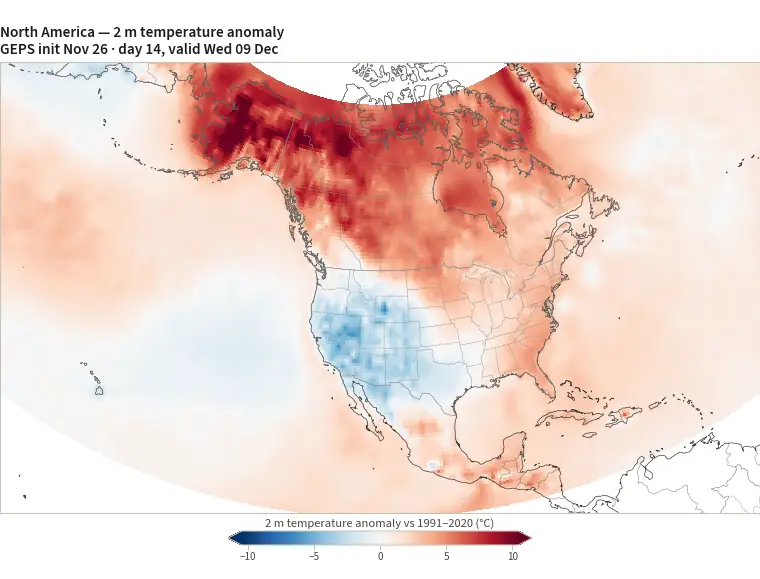 North America — 2 m temperature anomaly
GEPS init Nov 26 · day 14, valid Wed 09 Dec
2 m temperature anomaly vs 1991–2020 (°C)
−10 −5 0 5 10